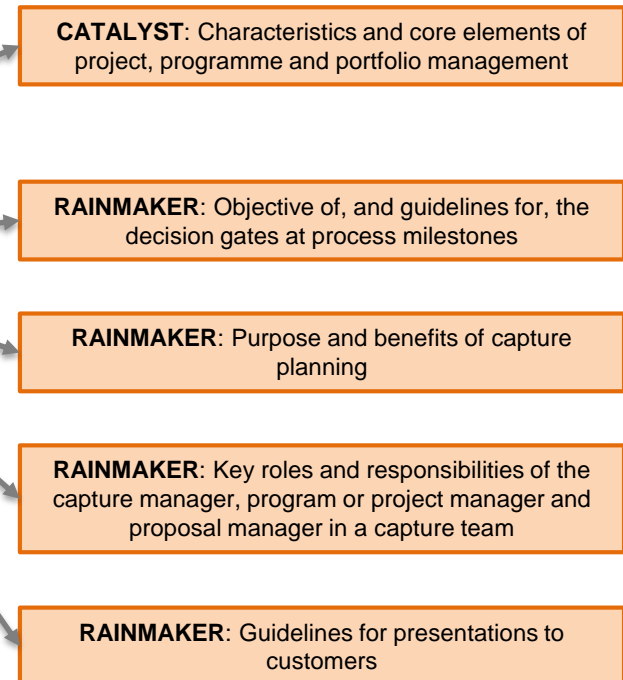 CATALYST: Characteristics and core elements of
project, programme and portfolio management
RAINMAKER: Objective of, and guidelines for, the
decision gates at process milestones
RAINMAKER: Purpose and benefits of capture
planning
RAINMAKER: Key roles and responsibilities of the
capture manager, program or project manager and
proposal manager in a capture team
RAINMAKER: Guidelines for presentations to
customers